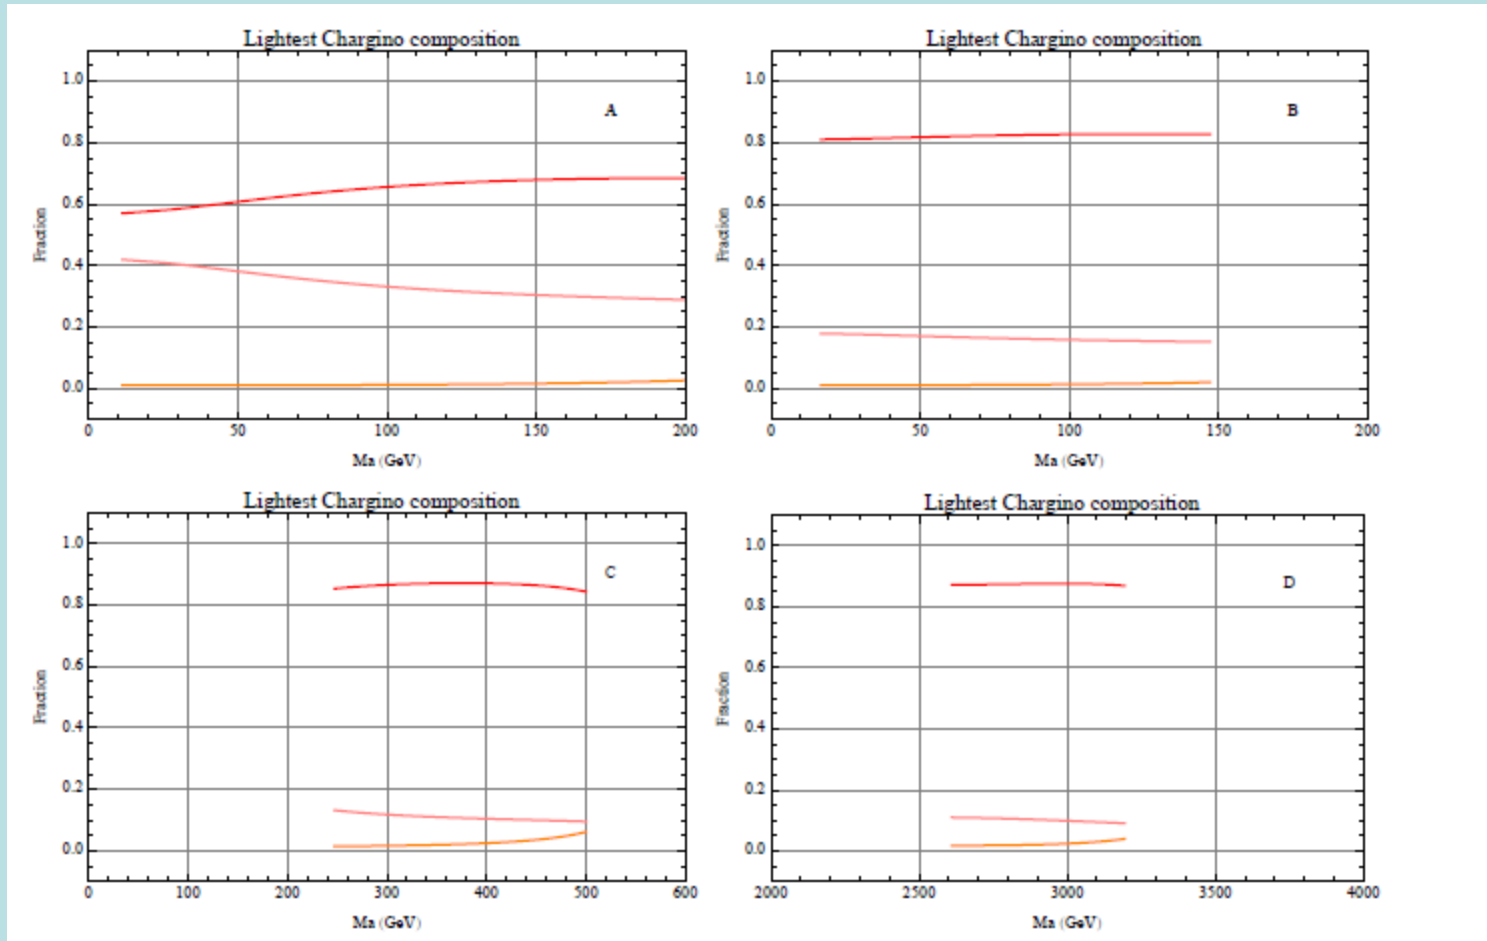 Lightest Chargino composition
A
1.0
0.8
0.6
0.4
0.2
0.0
Fraction
0 50 100 150 200
Ma (GeV)
Lightest Chargino composition
B
1.0
0.8
0.6
0.4
0.2
0.0
Fraction
0 50 100 150 200
Ma (GeV)
Lightest Chargino composition
C
1.0
0.8
0.6
0.4
0.2
0.0
Fraction
0 100 200 300 400 500 600
Ma (GeV)
Lightest Chargino composition
D
1.0
0.8
0.6
0.4
0.2
0.0
Fraction
2000 2500 3000 3500 4000
Ma (GeV)